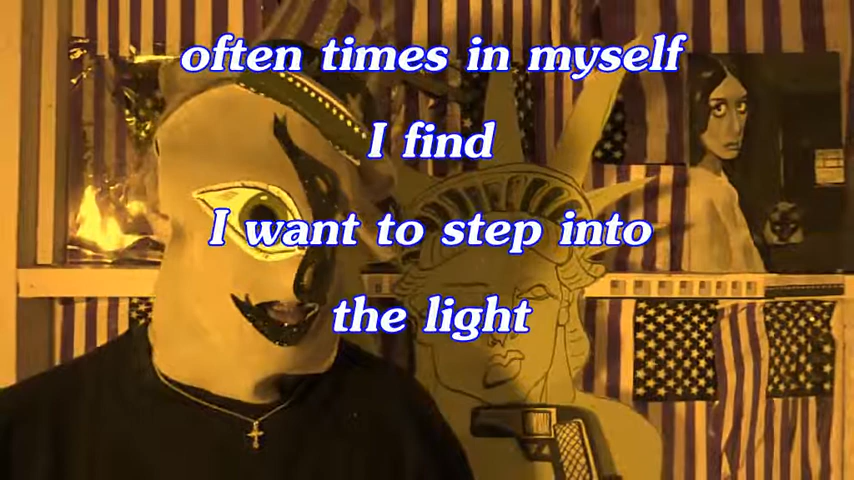 often times in myself
I find
I want to step into
the light